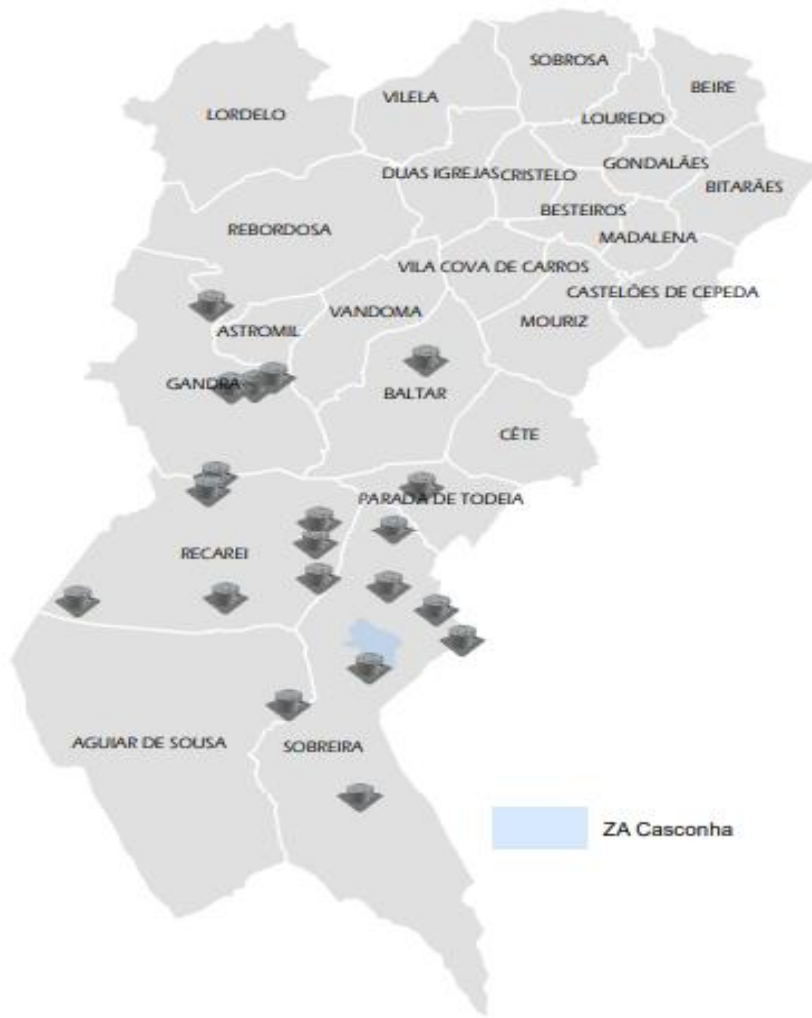 SOBROSA
BEIRE
VILELA
LORDELO
LOUREDO
GONDALÃES
DUAS IGREJAS
CRISTELO
BITARÃES
BESTEIROS
REBORDOSA
MADALENA
VILA COVA DE CARROS
CASTELÕES DE CEPEDA
VANDOMA
MOURIZ
ASTROMIL
GANDRA
BALTAR
CÊTE
PARADA DE TODEIA
RECAREI
AGUIAR DE SOUSA
SOBREIRA
ZA Casconha